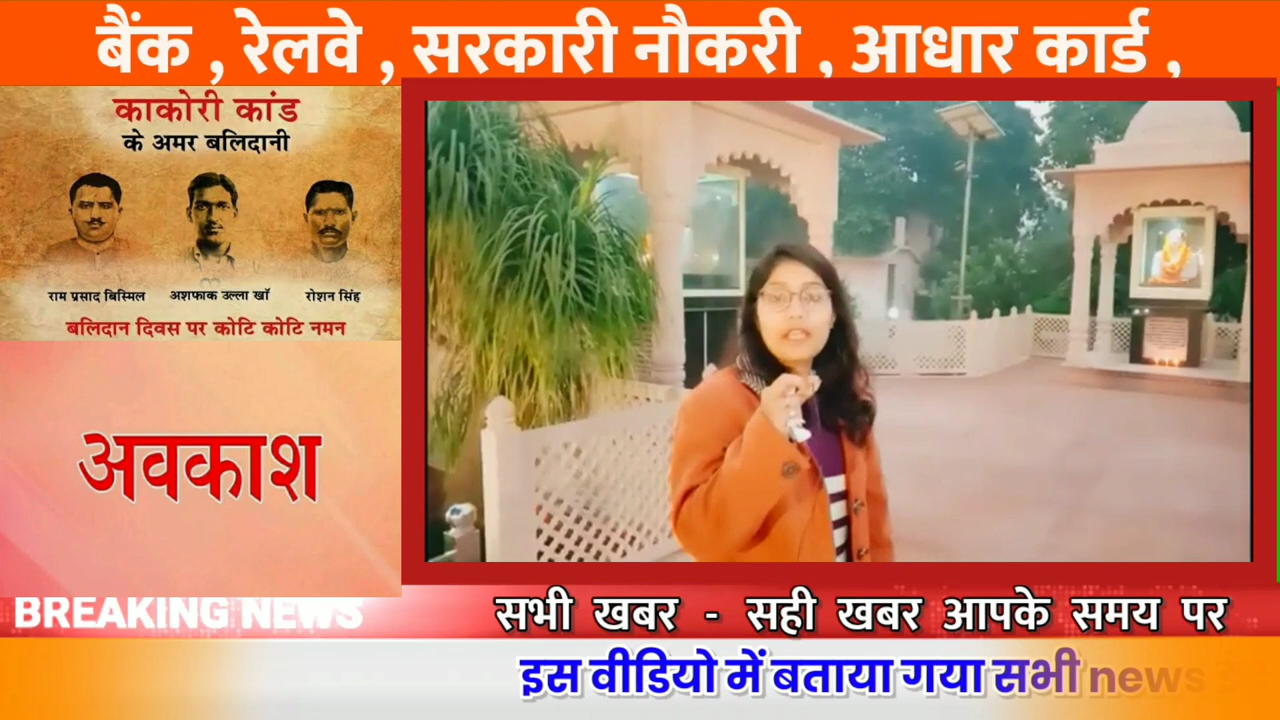 बैंक , रेलवे , सरकारी नौकरी , आधार कार्ड ,
काकोरी कांड
के अमर बलिदानी
राम प्रसाद बिस्मिल
अशफाक उल्ला खाॅ
रोशन सिंह
बलिदान दिवस पर कोटि कोटि नमन
अवकाश
BREAKING NEWS
सभी खबर - सही खबर आपके समय पर
इस वीडियो में बताया गया सभी news